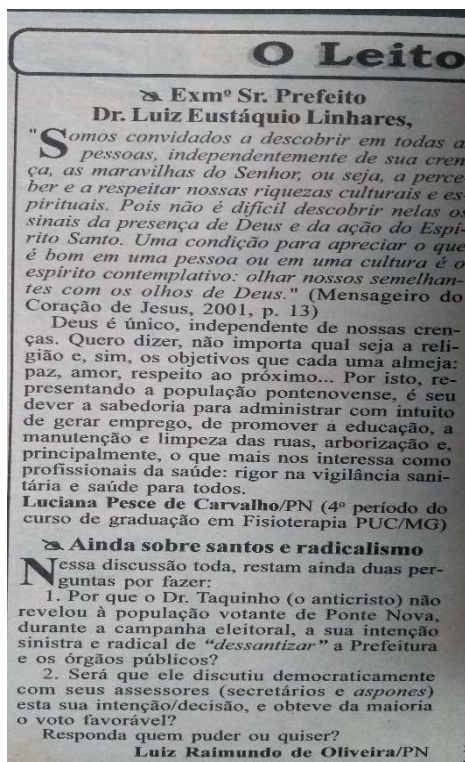 O Leito
Exmº Sr. Prefeito
Dr. Luiz Eustáquio Linhares,
"Somos convidados a descobrir em todas a
pessoas, independentemente de sua cren-
ça, as maravilhas do Senhor, ou seja, a perce-
ber e a respeitar nossas riquezas culturais e es-
pirituais. Pois não é difícil descobrir nelas os
sinais da presença de Deus e da ação do Espí-
rito Santo. Uma condição para apreciar o que
é bom em uma pessoa ou em uma cultura é o
espírito contemplativo: olhar nossos semelhan-
tes com os olhos de Deus." (Mensageiro do
Coração de Jesus, 2001, p. 13)
Deus é único, independente de nossas cren-
ças. Quero dizer, não importa qual seja a reli-
gião e, sim, os objetivos que cada uma almeja:
paz, amor, respeito ao próximo... Por isto, re-
presentando a população pontenovense, é seu
dever a sabedoria para administrar com intuito
de gerar emprego, de promover a educação, a
manutenção e limpeza das ruas, arborização e,
principalmente, o que mais nos interessa como
profissionais da saúde: rigor na vigilância sani-
tária e saúde para todos.
Luciana Pesce de Carvalho/PN (4º período do
curso de graduação em Fisioterapia PUC/MG)
Ainda sobre santos e radicalismo
Nessa discussão toda, restam ainda duas per-
guntas por fazer:
1. Por que o Dr. Taquinho (o anticristo) não
revelou à população votante de Ponte Nova,
durante a campanha eleitoral, a sua intenção
sinistra e radical de "dessantizar" a Prefeitura
e os órgãos públicos?
2. Será que ele discutiu democraticamente
com seus assessores (secretários e aspones)
esta sua intenção/decisão, e obteve da maioria
o voto favorável?
Responda quem puder ou quiser?
Luiz Raimundo de Oliveira/PN